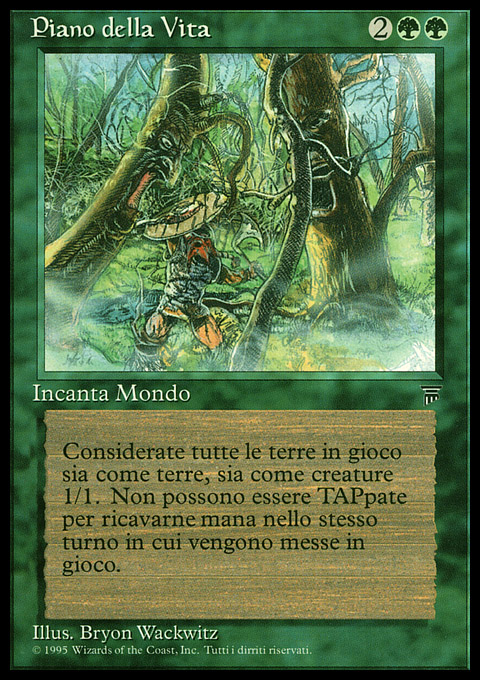 Piano della Vita 2
Incanta Mondo
Considerate tutte le terre in gioco
sia come terre, sia come creature
1/1. Non possono essere TAPpate
per ricavarne mana nello stesso
turno in cui vengono messe in
gioco.
Illus. Bryon Wackwitz
© 1995 Wizards of the Coast, Inc. Tutti i dirriti riservati.